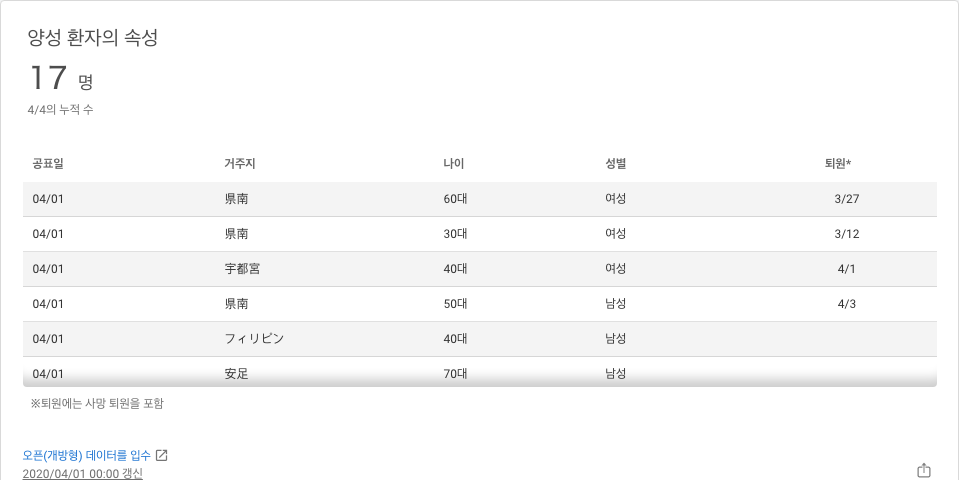 양성 환자의 속성
17 명
4/4의 누적 수
공표일 거주지 나이 성별 퇴원*
04/01 県南 60대 여성 3/27
04/01 県南 30대 여성 3/12
04/01 宇都宮 40대 여성 4/1
04/01 県南 50대 남성 4/3
04/01 フィリピン 40대 남성
04/01 安足 70대 남성
※퇴원에는 사망 퇴원을 포함
오픈(개방형) 데이터를 입수
2020/04/01 00:00 갱신